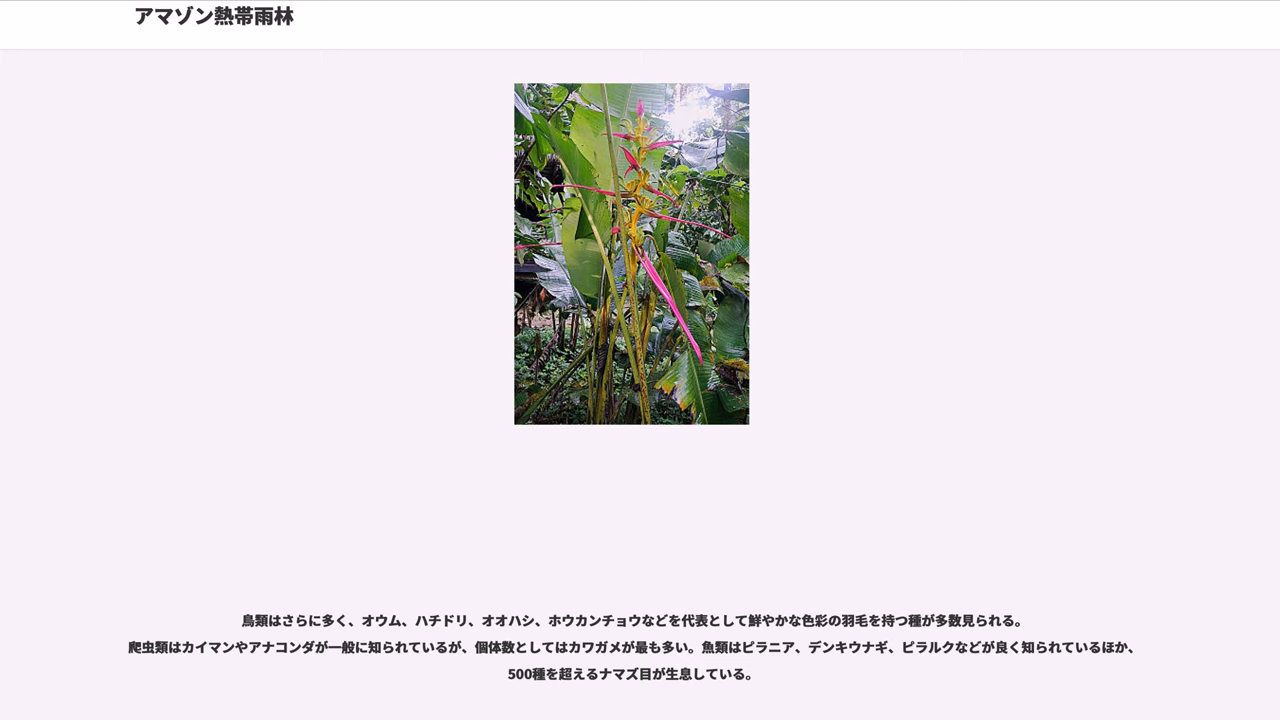 アマゾン熱帯雨林
鳥類はさらに多く、オウム、ハチドリ、オオハシ、ホウカンチョウなどを代表として鮮やかな色彩の羽毛を持つ種が多数見られる。
爬虫類はカイマンやアナコンダが一般に知られているが、個体数としてはカワガメが最も多い。魚類はピラニア、デンキウナギ、ピラルクなどが良く知られているほか、
500種を超えるナマズ目が生息している。